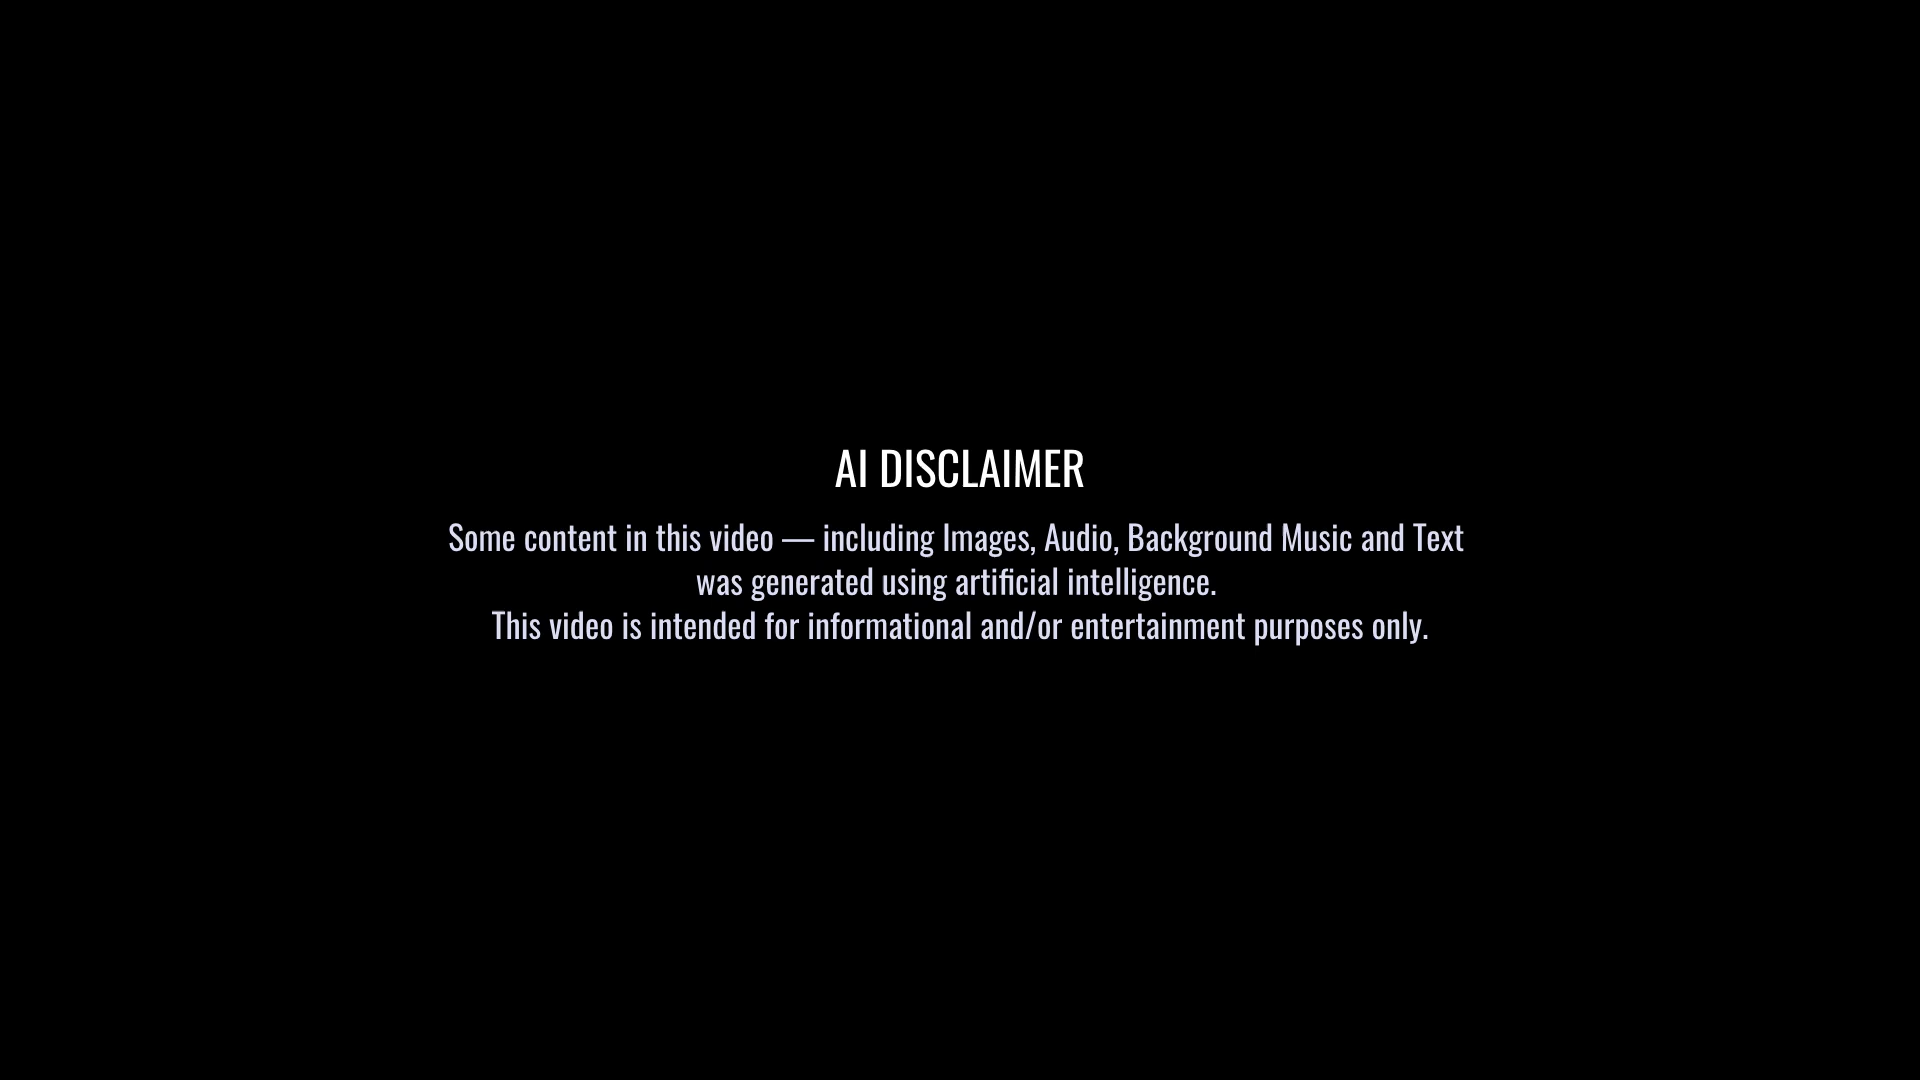 AI DISCLAIMER
Some content in this video — including Images, Audio, Background Music and Text
was generated using artificial intelligence.
This video is intended for informational and/or entertainment purposes only.